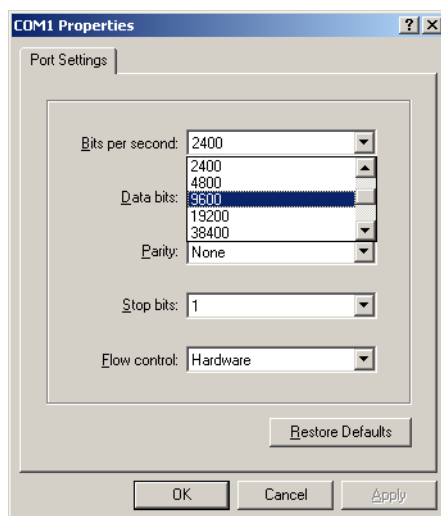 COM1 Properties
Port Settings
Bits per second: 2400
2400
4800
Data bits: 9600
19200
38400
Parity: None
Stop bits: 1
Flow control: Hardware
Restore Defaults
OK Cancel Apply